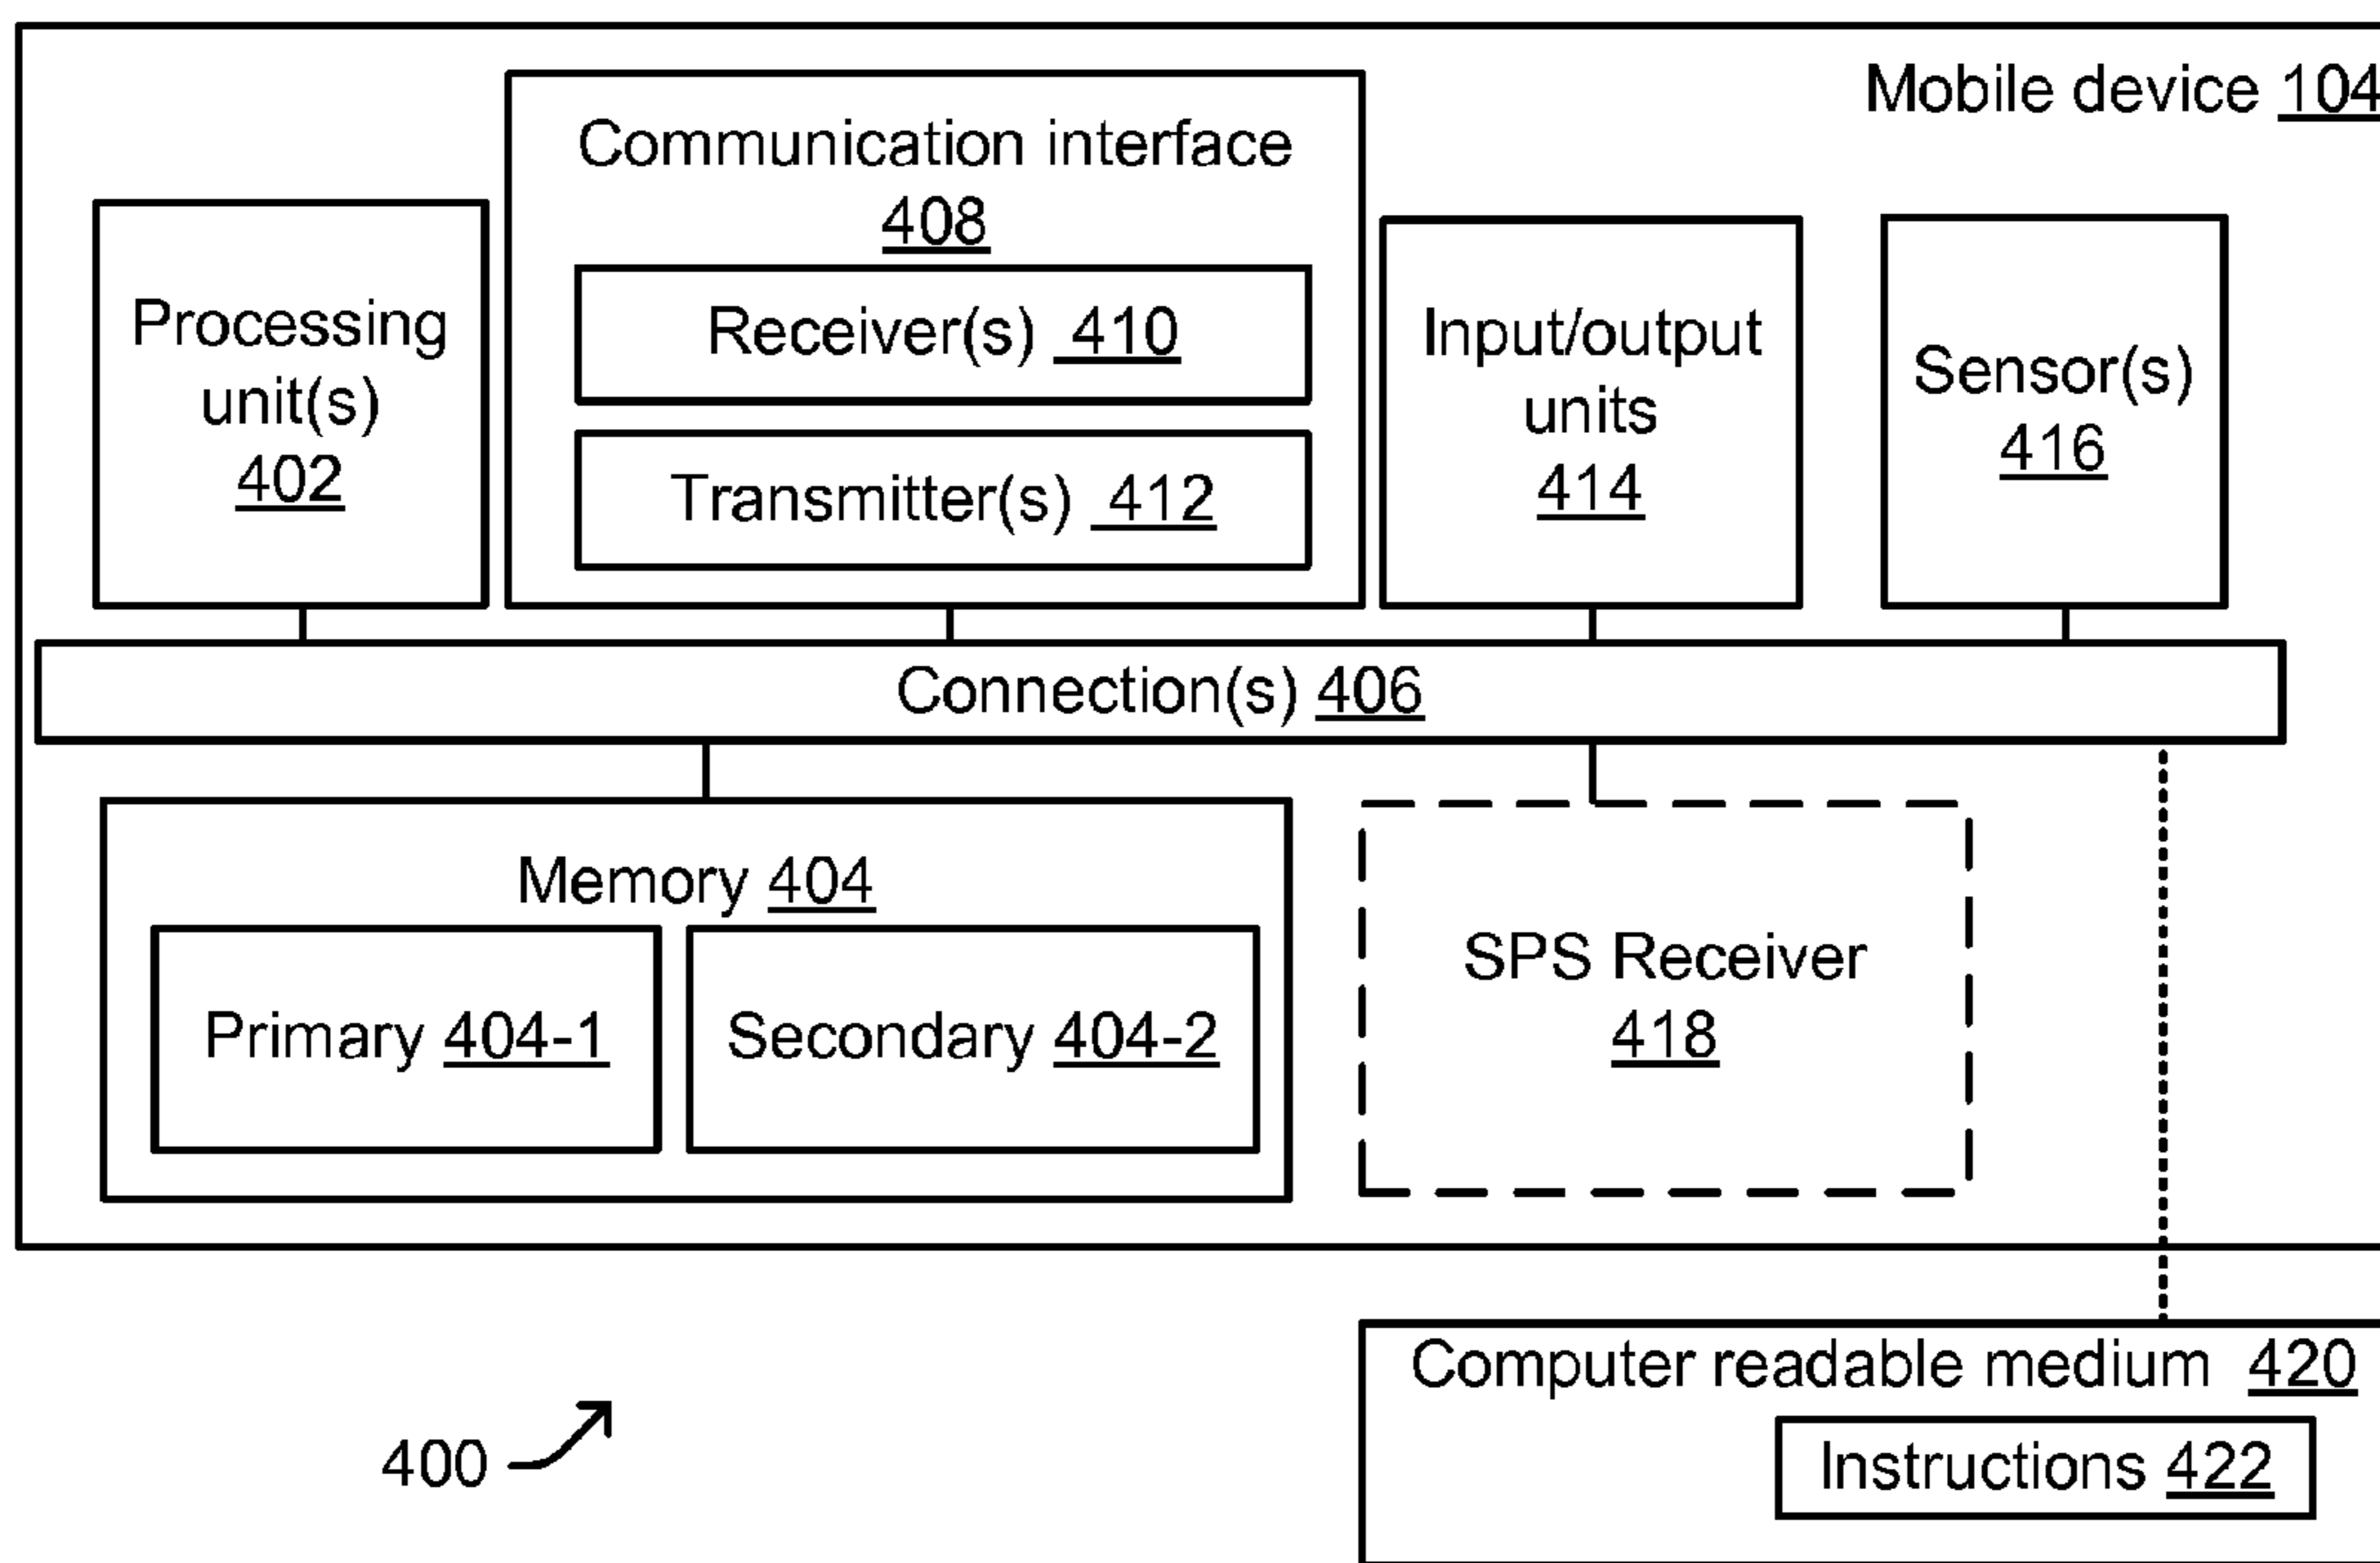 Mobile device 104
Communication interface
408
Receiver(s) 410
Transmitter(s) 412
Processing
unit(s)
402
Input/output
units
414
Sensor(s)
416
Connection(s) 406
Memory 404
Primary 404-1
Secondary 404-2
SPS Receiver
418
Computer readable medium 420
Instructions 422
400